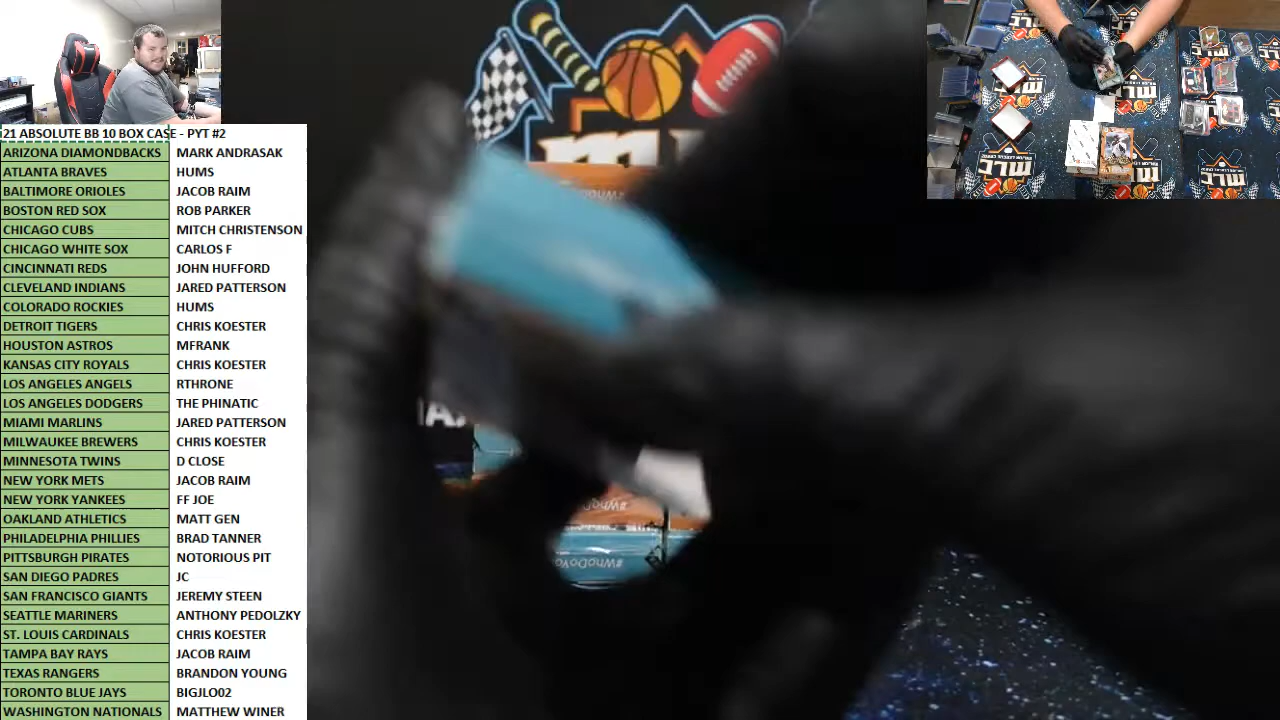 21 ABSOLUTE BB 10 BOX CASE - PYT #2
ARIZONA DIAMONDBACKS MARK ANDRASAK
ATLANTA BRAVES HUMS
BALTIMORE ORIOLES JACOB RAIM
BOSTON RED SOX ROB PARKER
CHICAGO CUBS MITCH CHRISTENSON
CHICAGO WHITE SOX CARLOS F
CINCINNATI REDS JOHN HUFFORD
CLEVELAND INDIANS JARED PATTERSON
COLORADO ROCKIES HUMS
DETROIT TIGERS CHRIS KOESTER
HOUSTON ASTROS MFRANK
KANSAS CITY ROYALS CHRIS KOESTER
LOS ANGELES ANGELS RTHRONE
LOS ANGELES DODGERS THE PHINATIC
MIAMI MARLINS JARED PATTERSON
MILWAUKEE BREWERS CHRIS KOESTER
MINNESOTA TWINS D CLOSE
NEW YORK METS JACOB RAIM
NEW YORK YANKEES FF JOE
OAKLAND ATHLETICS MATT GEN
PHILADELPHIA PHILLIES BRAD TANNER
PITTSBURGH PIRATES NOTORIOUS PIT
SAN DIEGO PADRES JC
SAN FRANCISCO GIANTS JEREMY STEEN
SEATTLE MARINERS ANTHONY PEDOLZKY
ST. LOUIS CARDINALS CHRIS KOESTER
TAMPA BAY RAYS JACOB RAIM
TEXAS RANGERS BRANDON YOUNG
TORONTO BLUE JAYS BIGJLO02
WASHINGTON NATIONALS MATTHEW WINER
MLC
#WhoDoYo